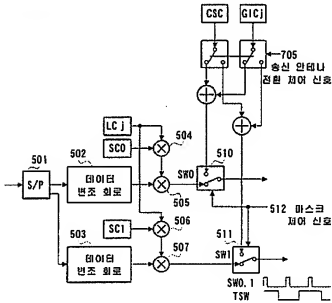 CSC
GICj
705
송신 안테나
전환 제어 신호
LCj
SC0
504
501
502
S/P
데이터
변조 회로
505
SW0
510
503
SC1
506
512 마스크
제어 신호
데이터
변조 회로
507
511
SW1
SW0.1
TSW